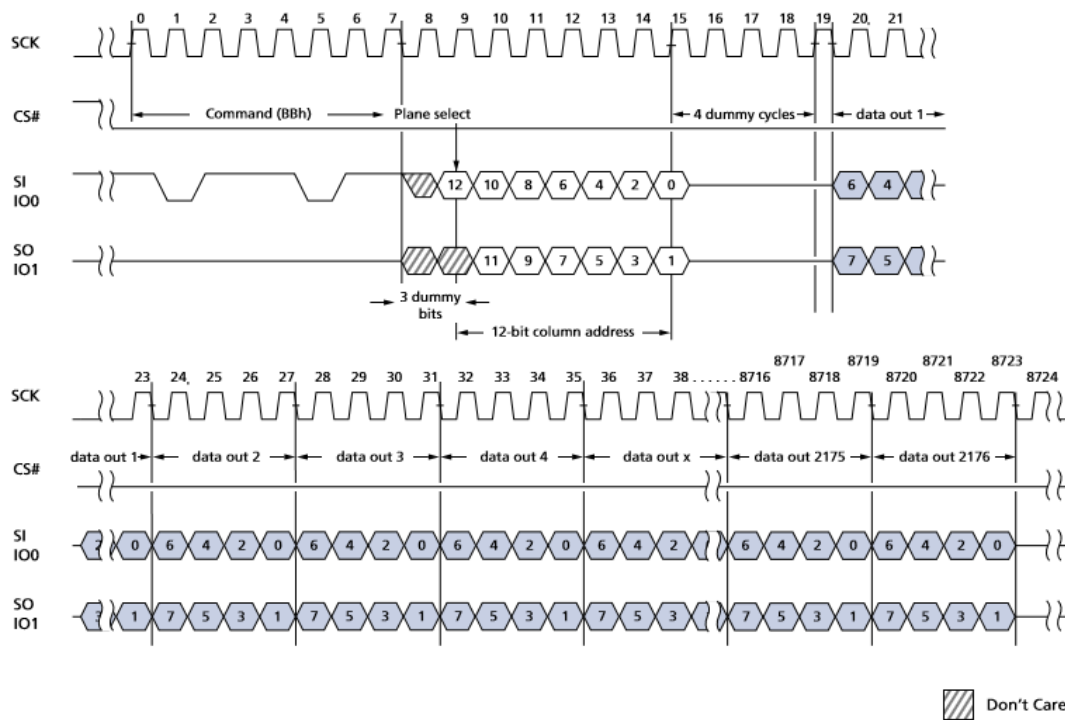 0 1 2 3 4 5 6 7 8 9 10 11 12 13 14 15 16 17 18 19 20 21
SCK
CS#
Command (BBh)
Plane select
4 dummy cycles
data out 1
SI
IO0
12 10 8 6 4 2 0 6 4
SO
IO1
11 9 7 5 3 1 7 5
3 dummy
bits
12-bit column address
8717 8719 8721 8723
23 24 25 26 27 28 29 30 31 32 33 34 35 36 37 38 ...... 8716 8718 8720 8722 8724
SCK
CS#
data out 1 data out 2 data out 3 data out 4 data out x data out 2175 data out 2176
SI
IO0
2 0 6 4 2 0 6 4 2 0 6 4 2 0 6 4 2 6 4 2 0 6 4 2 0
SO
IO1
3 1 7 5 3 1 7 5 3 1 7 5 3 1 7 5 3 7 5 3 1 7 5 3 1
Don't Care